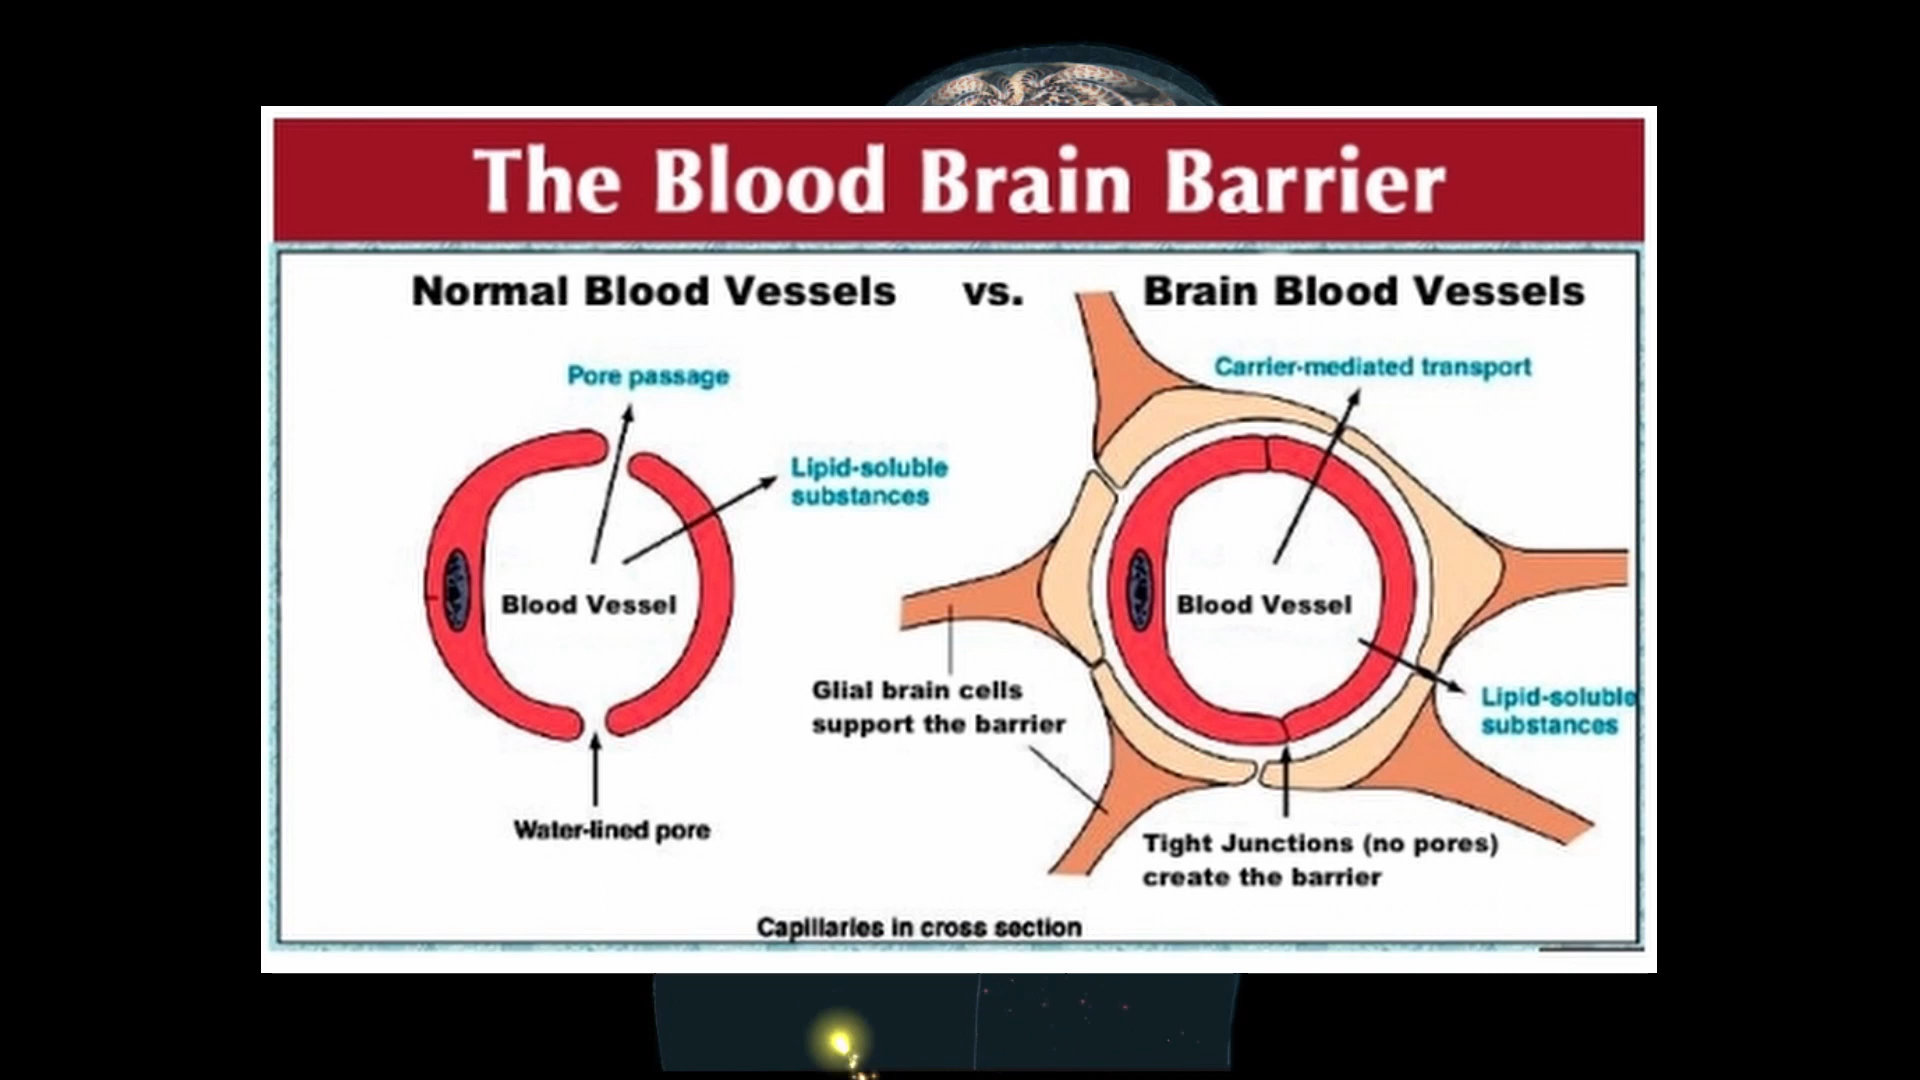 The Blood Brain Barrier
Normal Blood Vessels vs. Brain Blood Vessels
Pore passage
Lipid-soluble
substances
Blood Vessel
Water-lined pore
Carrier-mediated transport
Blood Vessel
Glial brain cells
support the barrier
Lipid-soluble
substances
Tight Junctions (no pores)
create the barrier
Capillaries in cross section